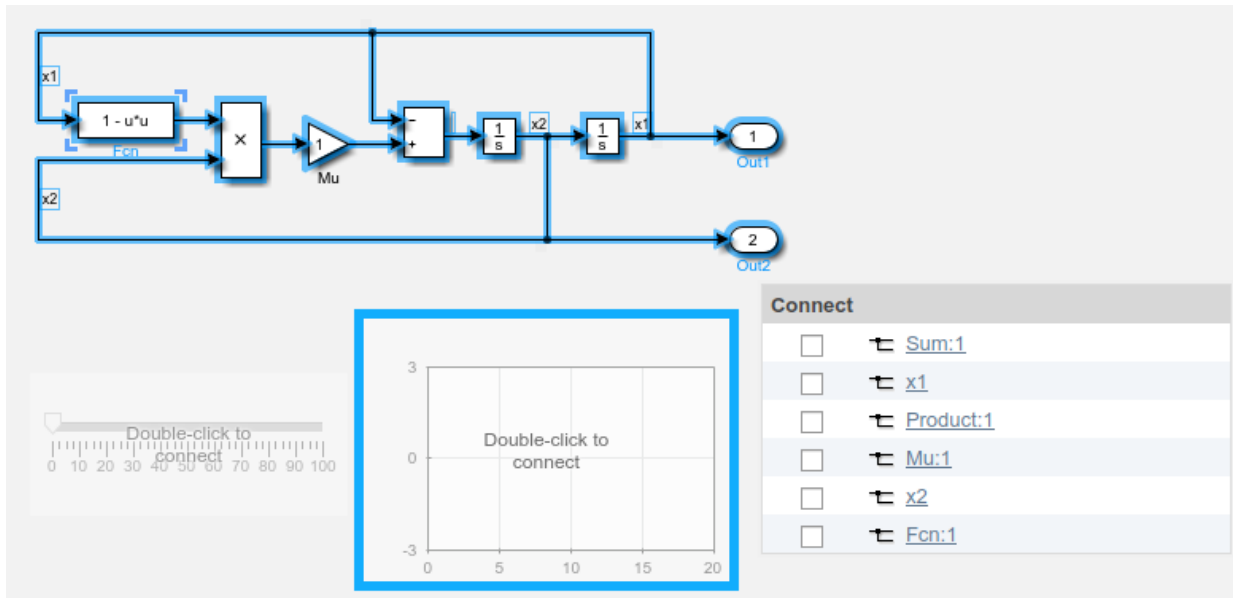 x1
1 - u*u
Fcn
×
1
Mu
−
+
1
s
x2
1
s
x1
1
Out1
x2
2
Out2
Connect
Sum:1
x1
Product:1
Mu:1
x2
Fcn:1
Double-click to
connect
0 10 20 30 40 50 60 70 80 90 100
3
Double-click to
connect
0
-3
0 5 10 15 20